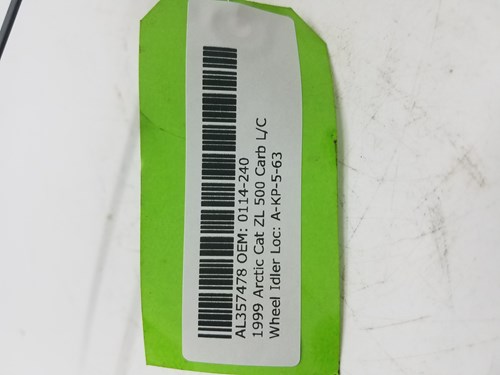 AL357478 OEM: 0114-240
1999 Arctic Cat ZL 500 Carb L/C
Wheel Idler Loc: A-KP-5-63